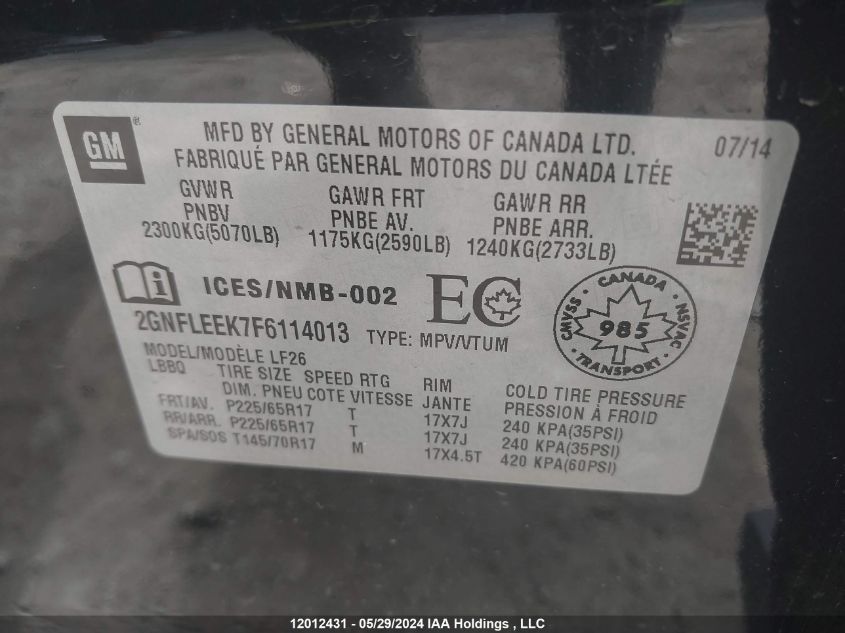 GM ®
MFD BY GENERAL MOTORS OF CANADA LTD. 07/14
FABRIQUÉ PAR GENERAL MOTORS DU CANADA LTÉE
GVWR GAWR FRT GAWR RR
PNBV PNBE AV. PNBE ARR.
2300KG(5070LB) 1175KG(2590LB) 1240KG(2733LB)
ICES/NMB-002 EC
CANADA
CMVSS 985 NSVAC
TRANSPORT
2GNFLEEK7F6114013 TYPE: MPV/VTUM
MODEL/MODÈLE LF26
LBBQ TIRE SIZE SPEED RTG RIM COLD TIRE PRESSURE
DIM. PNEU COTE VITESSE JANTE PRESSION À FROID
FRT/AV. P225/65R17 T 17X7J 240 KPA(35PSI)
RR/ARR. P225/65R17 T 17X7J 240 KPA(35PSI)
SPA/SOS T145/70R17 M 17X4.5T 420 KPA(60PSI)
12012431 - 05/29/2024 IAA Holdings , LLC